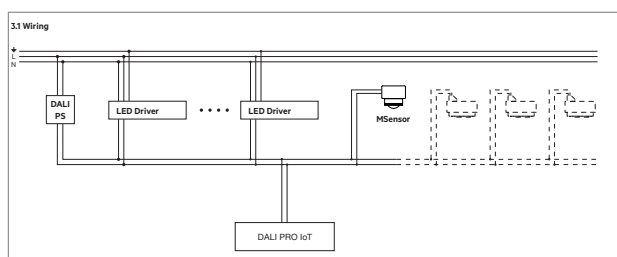 3.1 Wiring
L
N
DALI
PS
LED Driver
LED Driver
MSensor
DALI PRO IoT